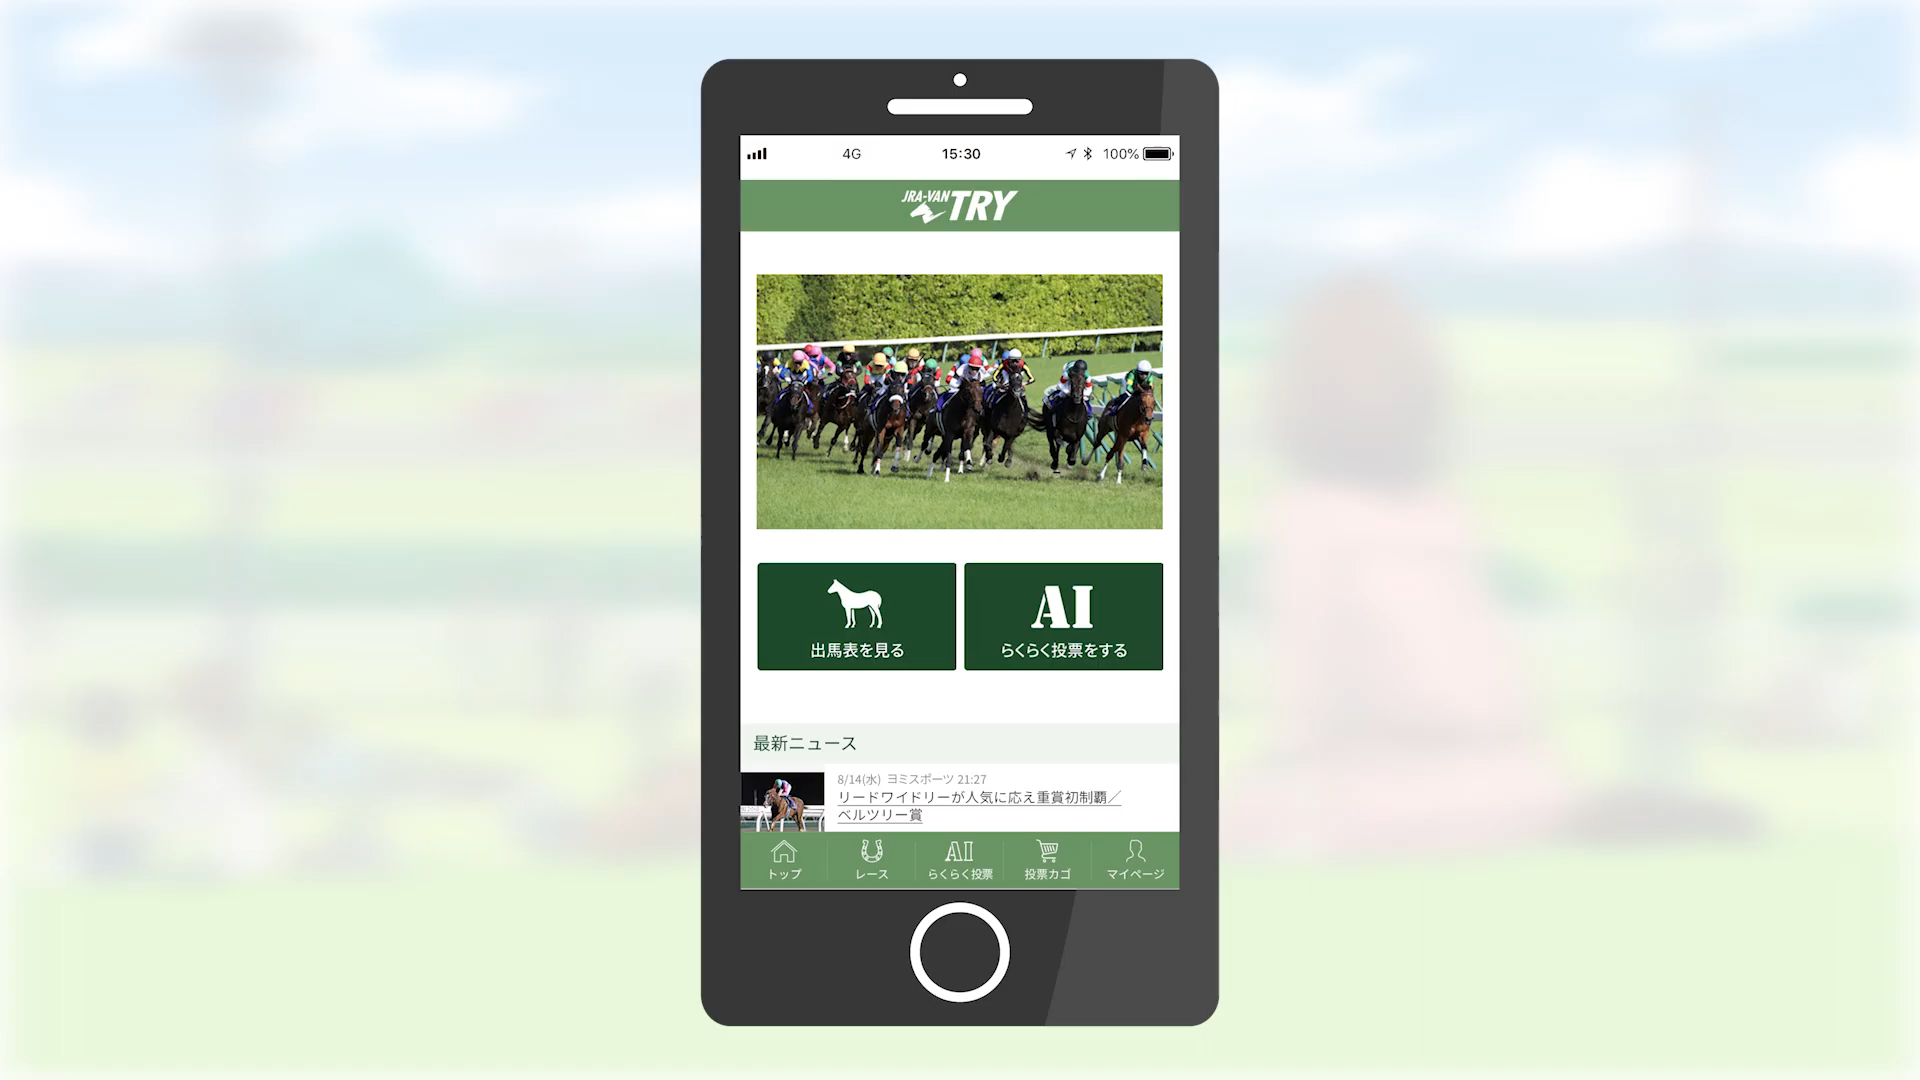 4G
15:30
100%
JRA-VAN
TRY
出馬表を見る
AI
らくらく投票をする
最新ニュース
8/14(水) ヨミスポーツ 21:27
リードワイドリーが人気に応え重賞初制覇／
ベルツリー賞
トップ
レース
AI
らくらく投票
投票カゴ
マイページ